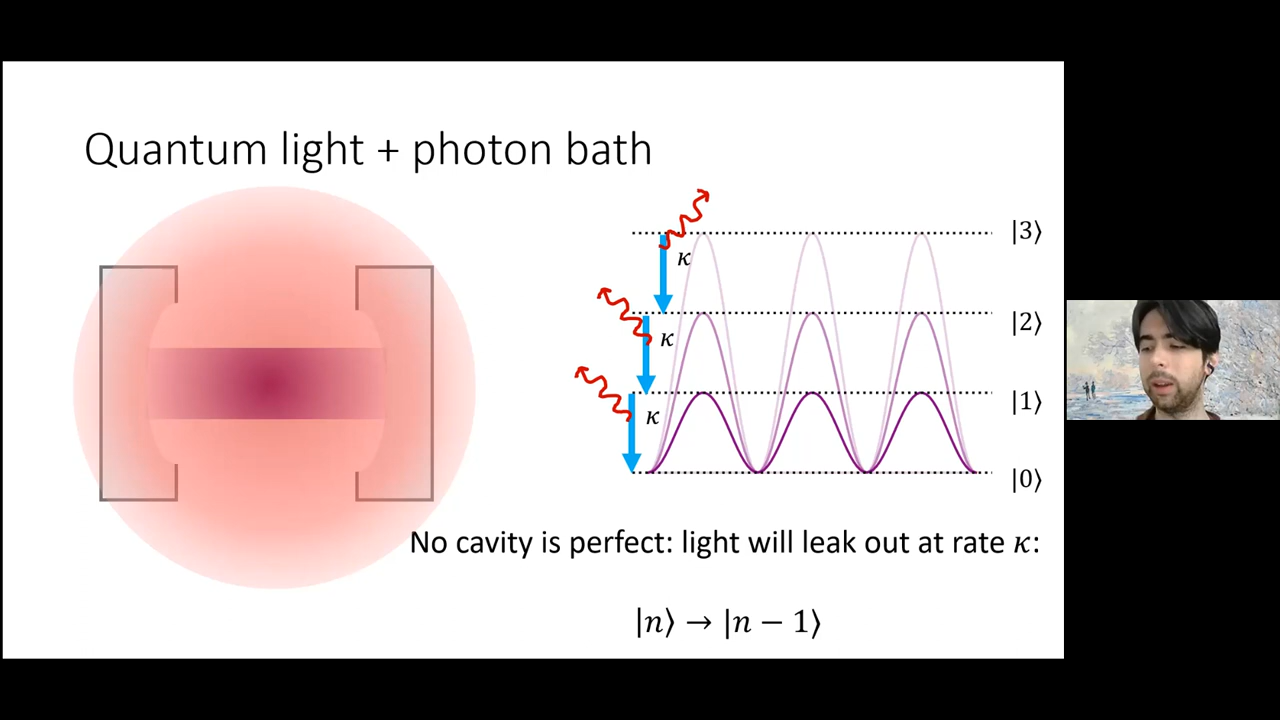 Quantum light + photon bath
|3⟩
κ
|2⟩
κ
|1⟩
κ
|0⟩
No cavity is perfect: light will leak out at rate κ:
|n⟩ → |n − 1⟩